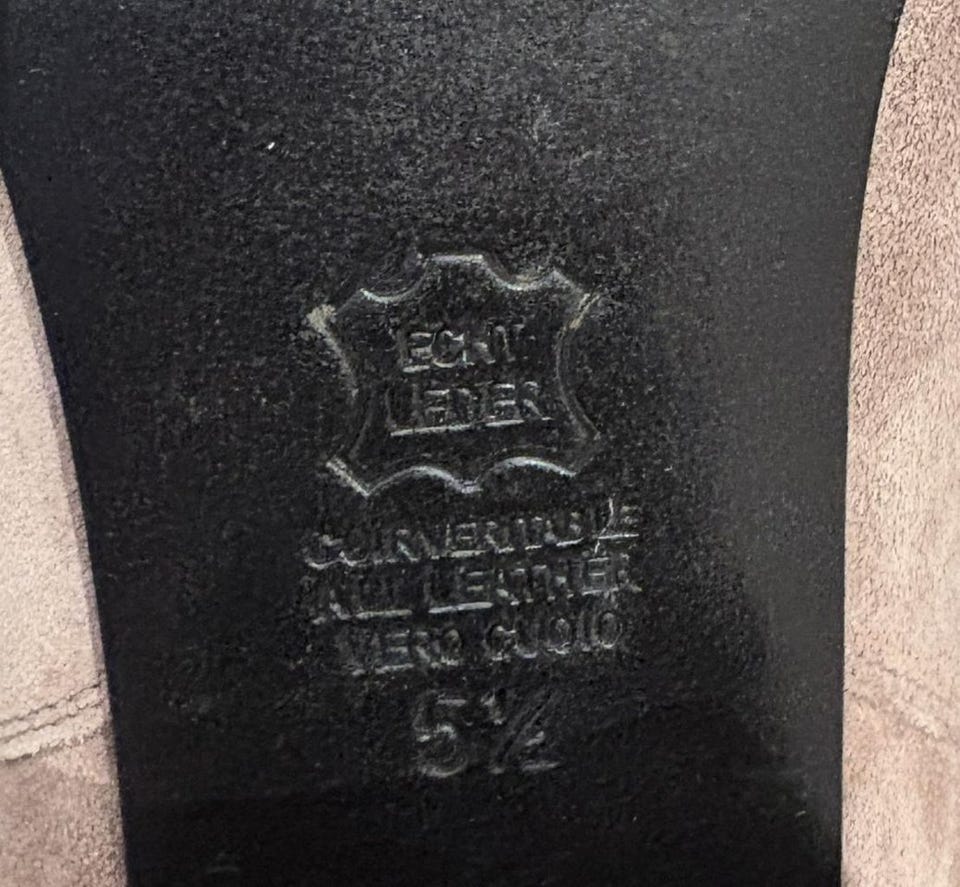 ECHT
LEDER
CUIR VERITABLE
ALL LEATHER
VERO CUOIO
5½